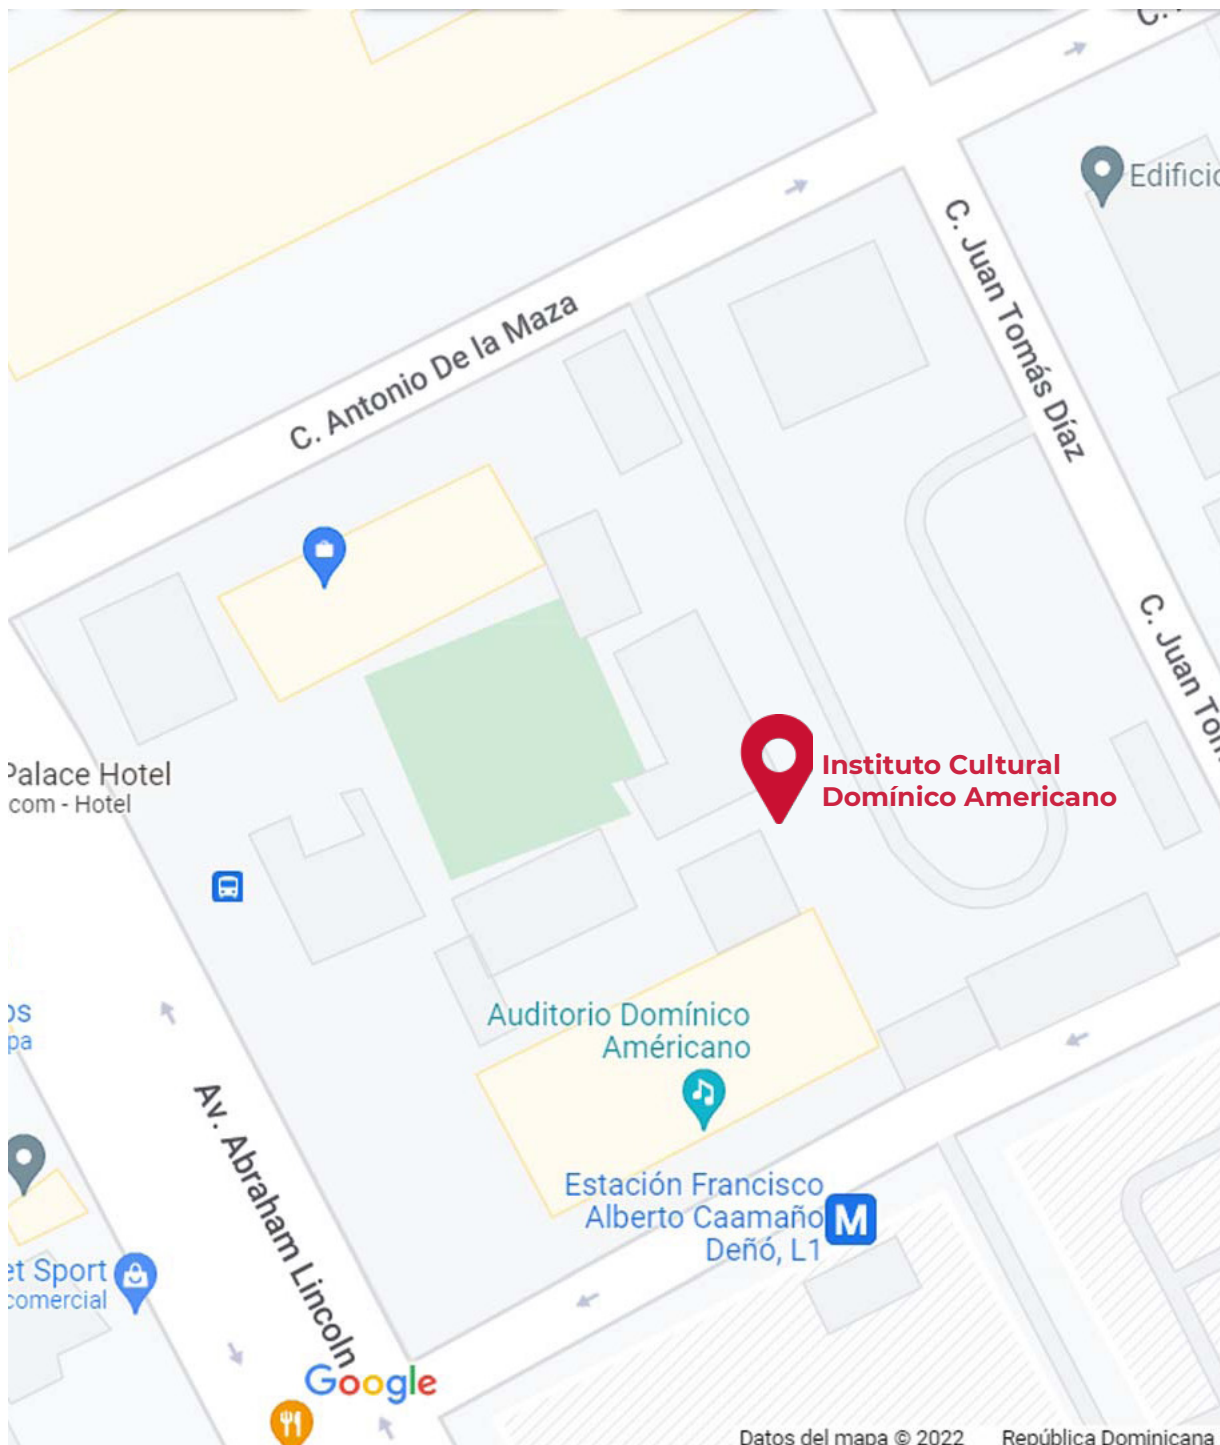 C.
Edificio
C. Juan Tomás Díaz
C. Antonio De la Maza
C. Juan Tom
Palace Hotel
com - Hotel
Instituto Cultural
Domínico Americano
os
pa
Auditorio Domínico
Américano
Av. Abraham Lincoln
Estación Francisco
Alberto Caamaño
Deñó, L1
M
et Sport
comercial
Google
Datos del mapa © 2022 República Dominicana